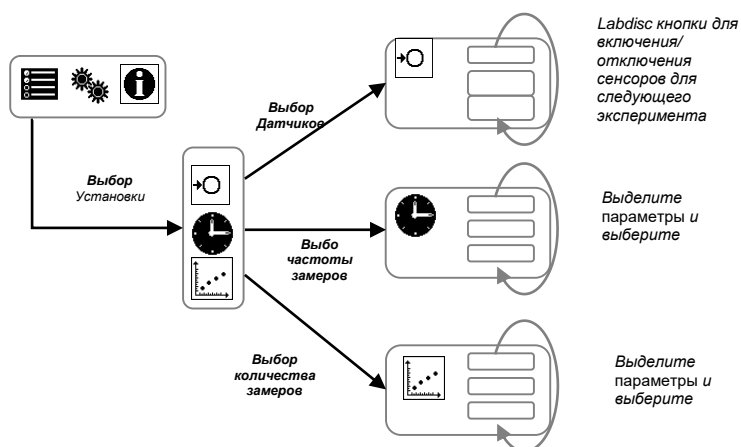 Labdisc кнопки для
включения/
отключения
сенсоров для
следующего
эксперимента
Выбор
Датчиков
Выбор
Установки
Выбо
частоты
замеров
Выделите
параметры и
выберите
Выбор
количества
замеров
Выделите
параметры и
выберите